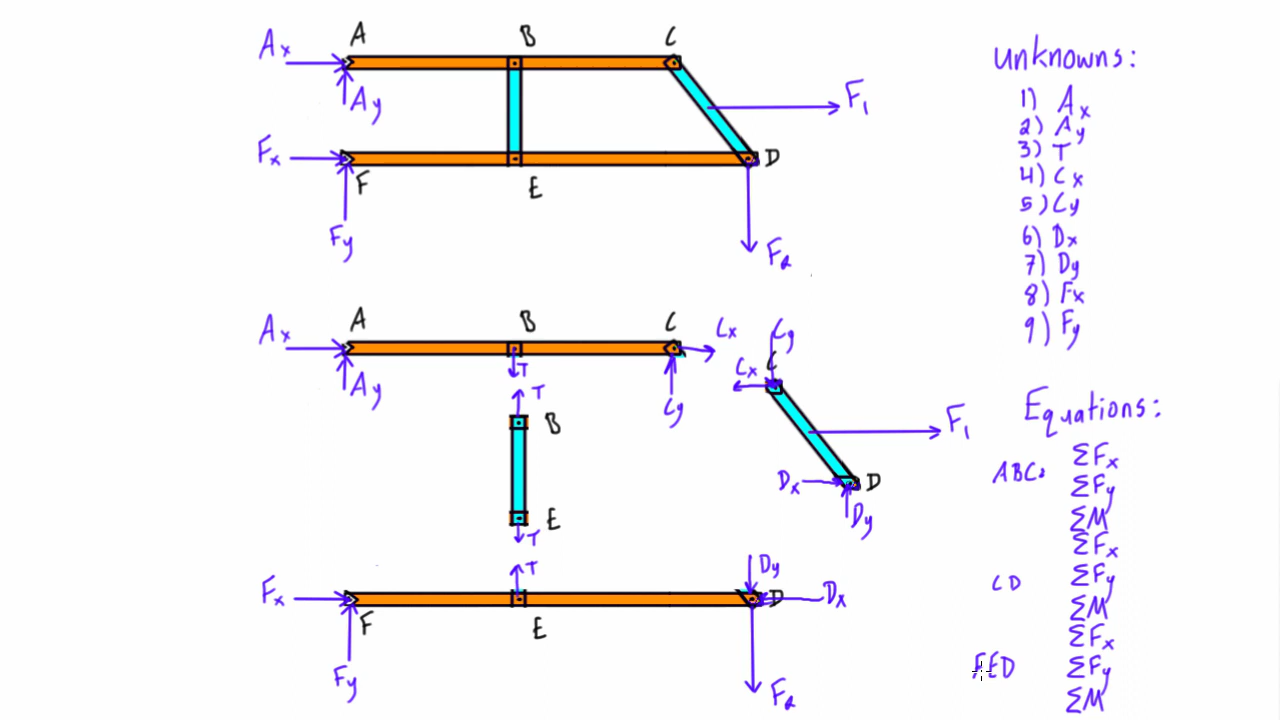 A B C
Ax
Ay
F1
Fx
F
E
D
Fy
F2
unknowns:
1) Ax
2) Ay
3) T
4) Cx
5) Cy
6) Dx
7) Dy
8) Fx
9) Fy
A B C
Ax
Ay
T
Cx
Cy
T
B
E
T
Cy
C
Cx
F1
Dx
D
Dy
Fx
F
Fy
T
E
Dy
D
Dx
F2
Equations:
ABC: ΣFx
ΣFy
ΣM
ΣFx
CD ΣFy
ΣM
ΣFx
FED ΣFy
ΣM